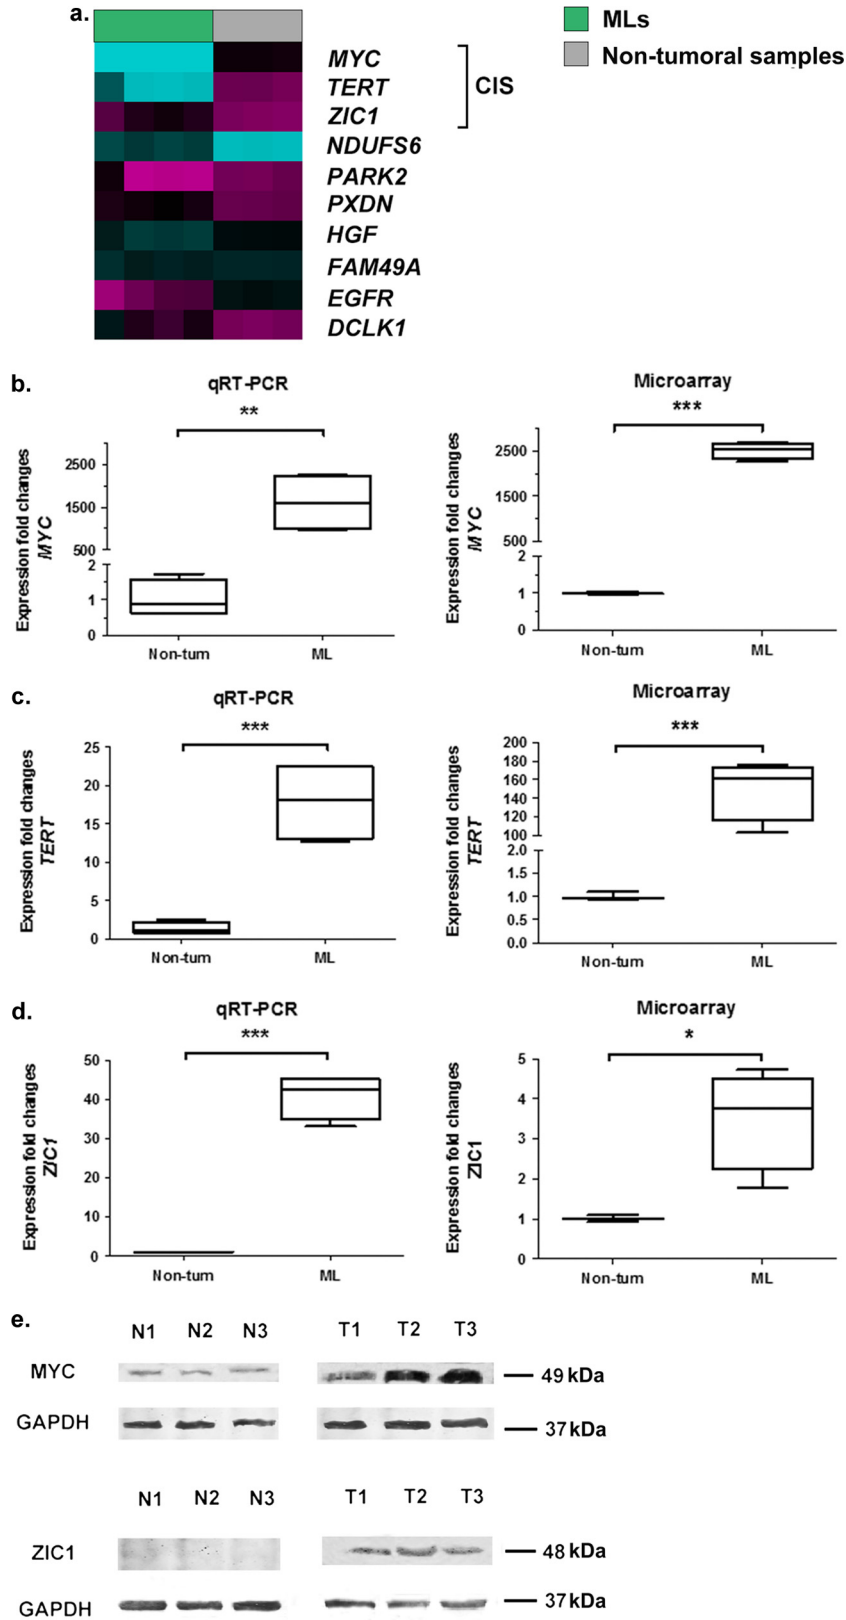 a.
MLs
Non-tumoral samples
MYC
TERT
ZIC1
CIS
NDUFS6
PARK2
PXDN
HGF
FAM49A
EGFR
DCLK1
b.
qRT-PCR
**
Expression fold changes
MYC
2500
1500
500
2
1
0
Non-tum
ML
Microarray
***
Expression fold changes
MYC
2500
1500
500
2
1
0
Non-tum
ML
c.
qRT-PCR
***
Expression fold changes
TERT
25
20
15
10
5
0
Non-tum
ML
Microarray
***
Expression fold changes
TERT
200
180
160
140
120
100
2.0
1.5
1.0
0.5
0.0
Non-tum
ML
d.
qRT-PCR
***
Expression fold changes
ZIC1
50
40
30
20
10
0
Non-tum
ML
Microarray
*
Expression fold changes
ZIC1
5
4
3
2
1
0
Non-tum
ML
e.
N1 N2 N3 T1 T2 T3
MYC 49 kDa
GAPDH 37 kDa
N1 N2 N3 T1 T2 T3
ZIC1 48 kDa
GAPDH 37 kDa